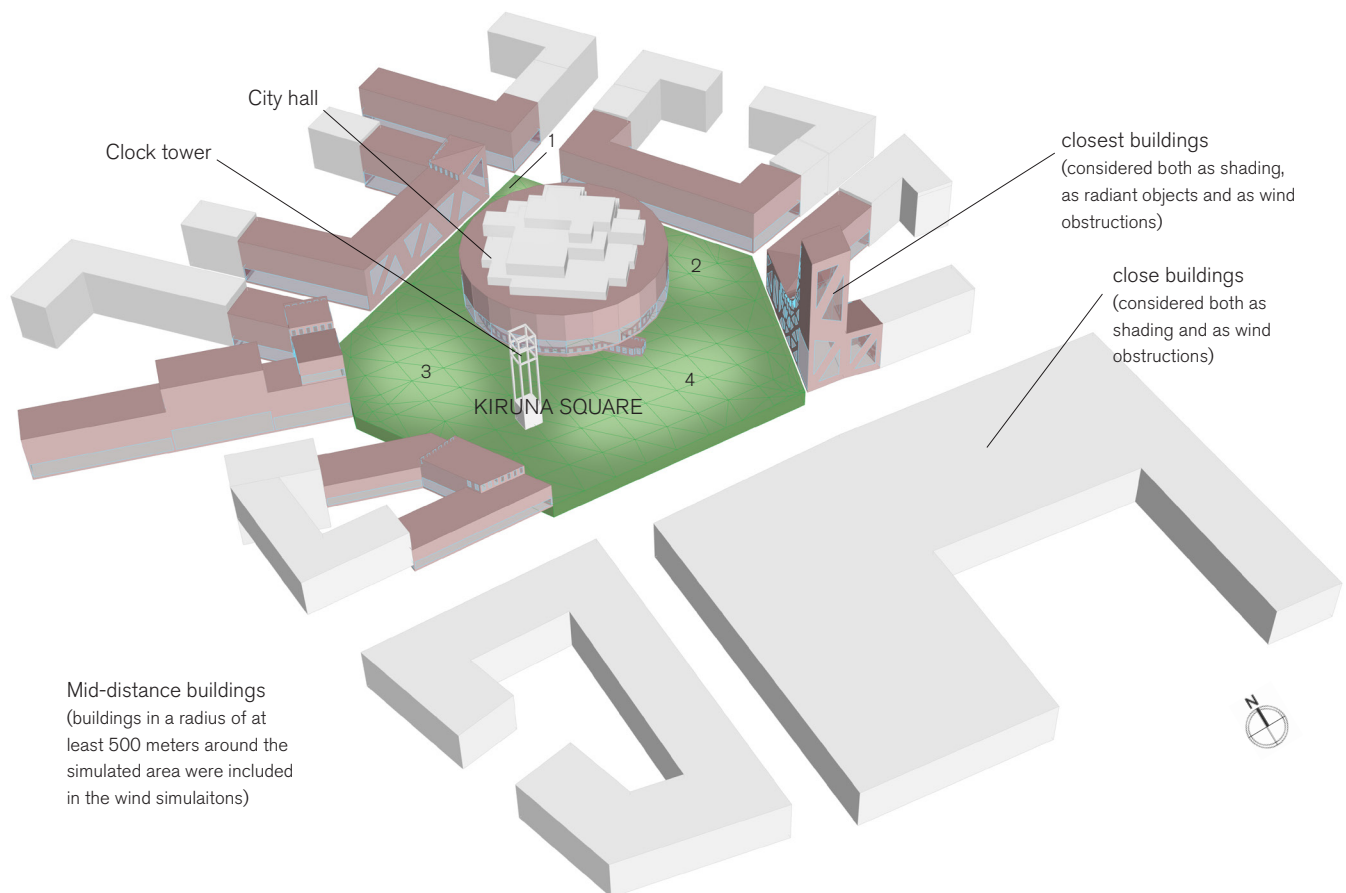 City hall
Clock tower
1
closest buildings
(considered both as shading,
as radiant objects and as wind
obstructions)
2
close buildings
(considered both as
shading and as wind
obstructions)
3
4
KIRUNA SQUARE
Mid-distance buildings
(buildings in a radius of at
least 500 meters around the
simulated area were included
in the wind simulaitons)
N